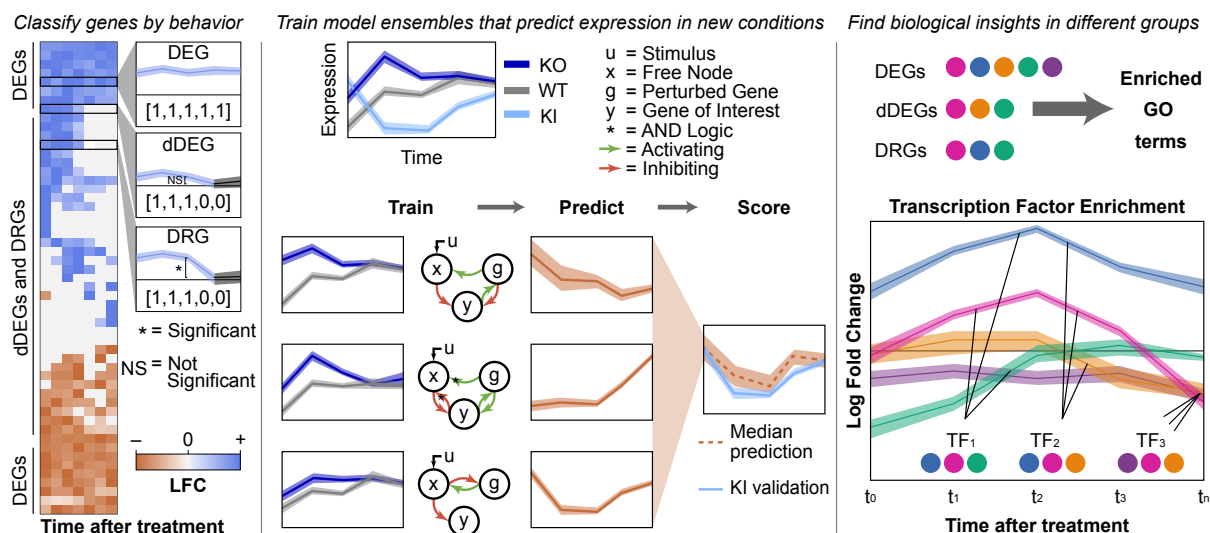 Classify genes by behavior
DEGs
dDEGs and DRGs
DEGs
DEG
[1,1,1,1,1]
dDEG
NS
[1,1,1,0,0]
DRG
*
[1,1,1,0,0]
* = Significant
NS = Not
Significant
– 0 +
LFC
Time after treatment
Train model ensembles that predict expression in new conditions
Expression
Time
KO
WT
KI
u = Stimulus
x = Free Node
g = Perturbed Gene
y = Gene of Interest
* = AND Logic
= Activating
= Inhibiting
Train
Predict
Score
u
x
g
y
u
x
*
g
*
y
u
x
g
y
Median
prediction
KI validation
Find biological insights in different groups
DEGs
dDEGs
DRGs
Enriched
GO
terms
Transcription Factor Enrichment
Log Fold Change
TF1
TF2
TF3
t0 t1 t2 t3 tn
Time after treatment